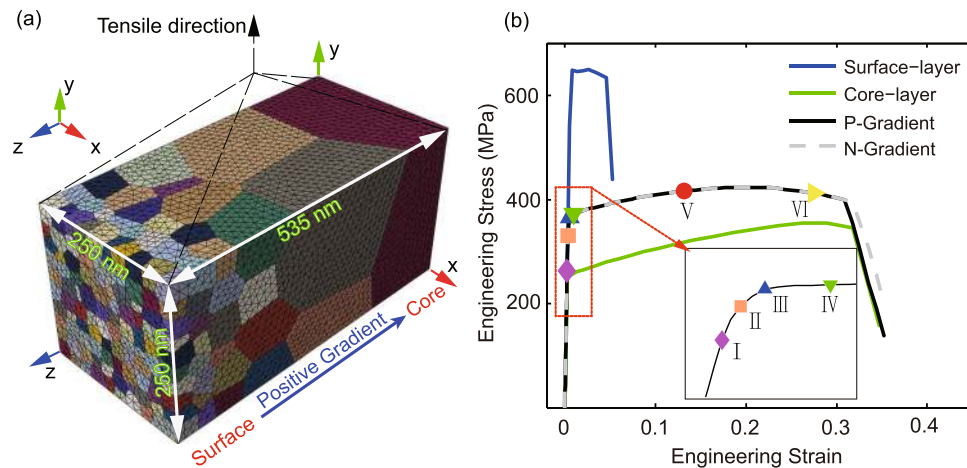 (a)
Tensile direction
y
y
z
x
250 nm
535 nm
250 nm
x
z
Core
Positive Gradient
Surface
(b)
Surface-layer
Core-layer
P-Gradient
N-Gradient
Engineering Stress (MPa)
600
400
200
0
V
VI
I
II
III
IV
0
0.1
0.2
0.3
0.4
Engineering Strain